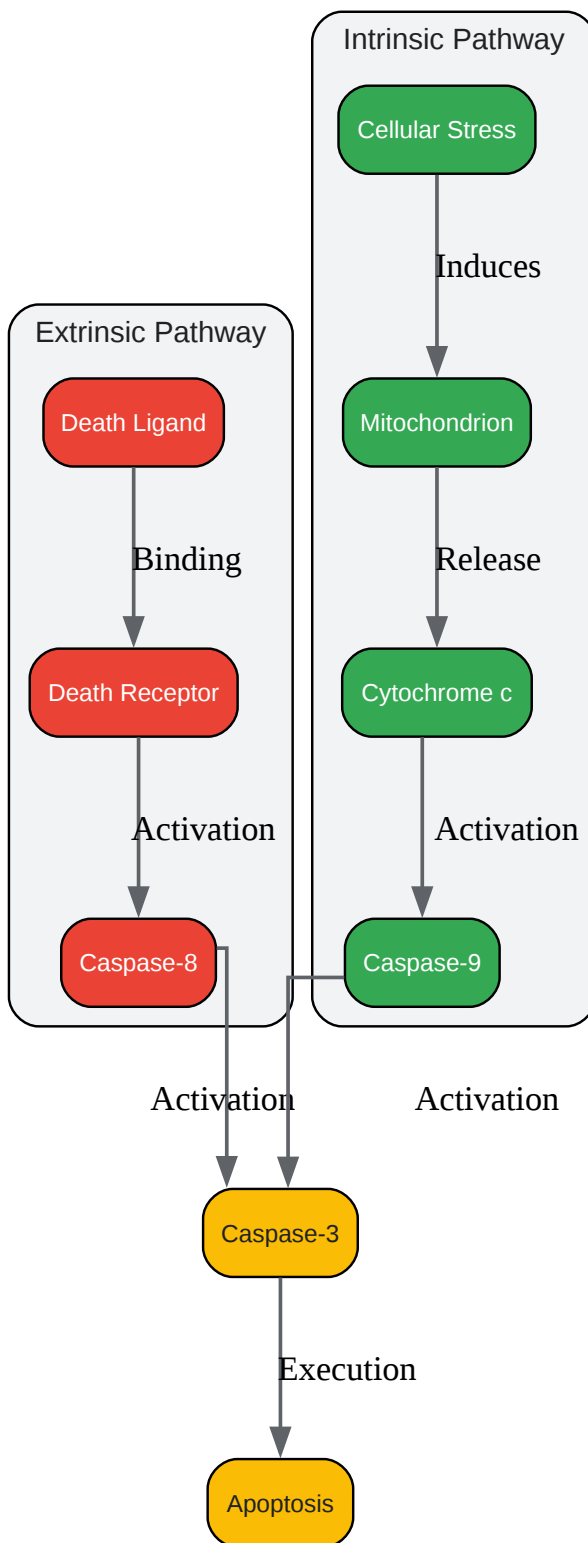 Intrinsic Pathway
Cellular Stress
Induces
Extrinsic Pathway
Death Ligand
Mitochondrion
Binding
Release
Death Receptor
Cytochrome c
Activation
Activation
Caspase-8
Caspase-9
Activation
Activation
Caspase-3
Execution
Apoptosis